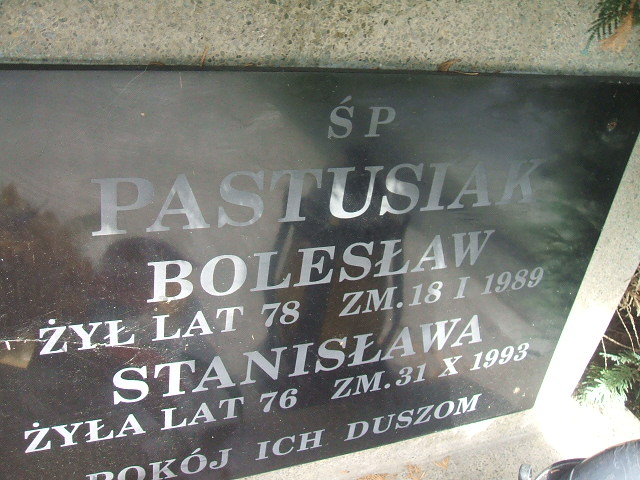 ŚP
PASTUSIAK
BOLESŁAW
ŻYŁ LAT 78 ZM. 18 I 1989
STANISŁAWA
ŻYŁA LAT 76 ZM. 31 X 1993
POKÓJ ICH DUSZOM